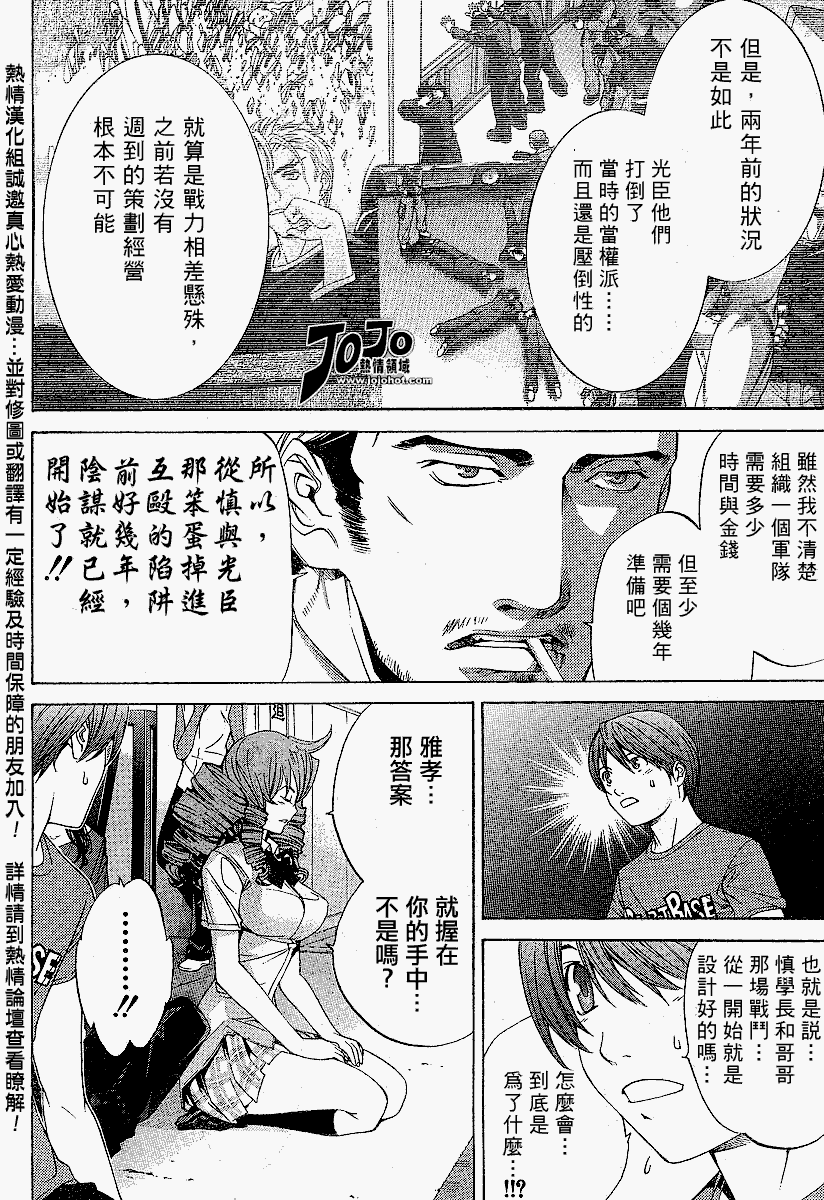 但是，兩年前的狀況
不是如此
光臣他們
打倒了
當時的當權派……
而且還是壓倒性的
就算是戰力相差懸殊，
之前若沒有
週到的策劃經營
根本不可能
JOJO
熱情領域
www.jojohot.com
雖然我不清楚
組織一個軍隊
需要多少
時間與金錢
但至少
需要個幾年
準備吧
所以，
從慎與光臣
那笨蛋掉進
互毆的陷阱
前好幾年，
陰謀就已經
開始了!!
BASE
也就是說…
慎學長和哥哥
那場戰鬥…
從一開始就是
設計好的嗎…
怎麼會…
到底是
為了什麼…!!?
道
雅孝…
那答案
就握在
你的手中…
不是嗎？
……!!
SE
熱情漢化組誠邀真心熱愛動漫…並對修圖或翻譯有一定經驗及時間保障的朋友加入！ 詳情請到熱情論壇查看瞭解！